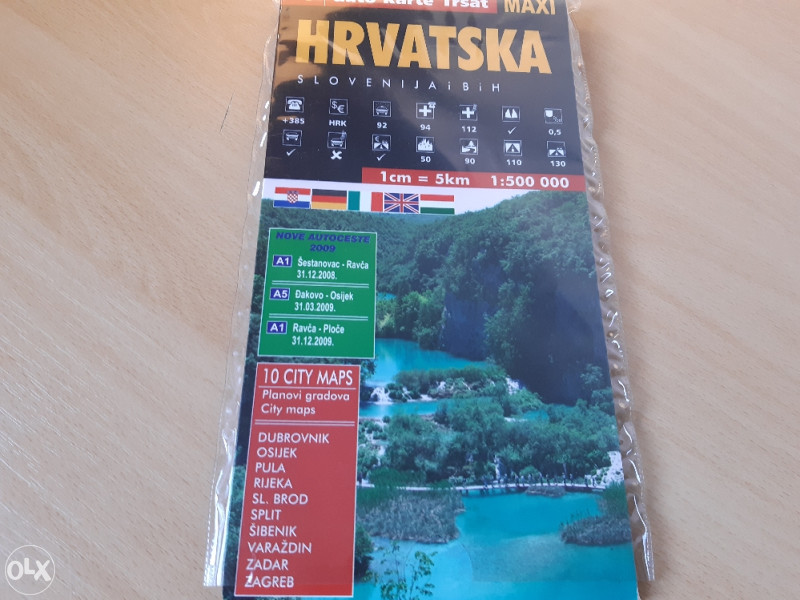 auto karte Trsat MAXI
HRVATSKA
SLOVENIJA i BiH
+385 HRK 92 94 112 ✓ 0,5
✓ ✗ ✓ 50 90 110 130
1cm = 5km 1:500 000
NOVE AUTOCESTE
2009
A1 Šestanovac - Ravča
31.12.2008.
A5 Đakovo - Osijek
31.03.2009.
A1 Ravča - Ploče
31.12.2009.
10 CITY MAPS
Planovi gradova
City maps
DUBROVNIK
OSIJEK
PULA
RIJEKA
SL. BROD
SPLIT
ŠIBENIK
VARAŽDIN
ZADAR
ZAGREB
OLX